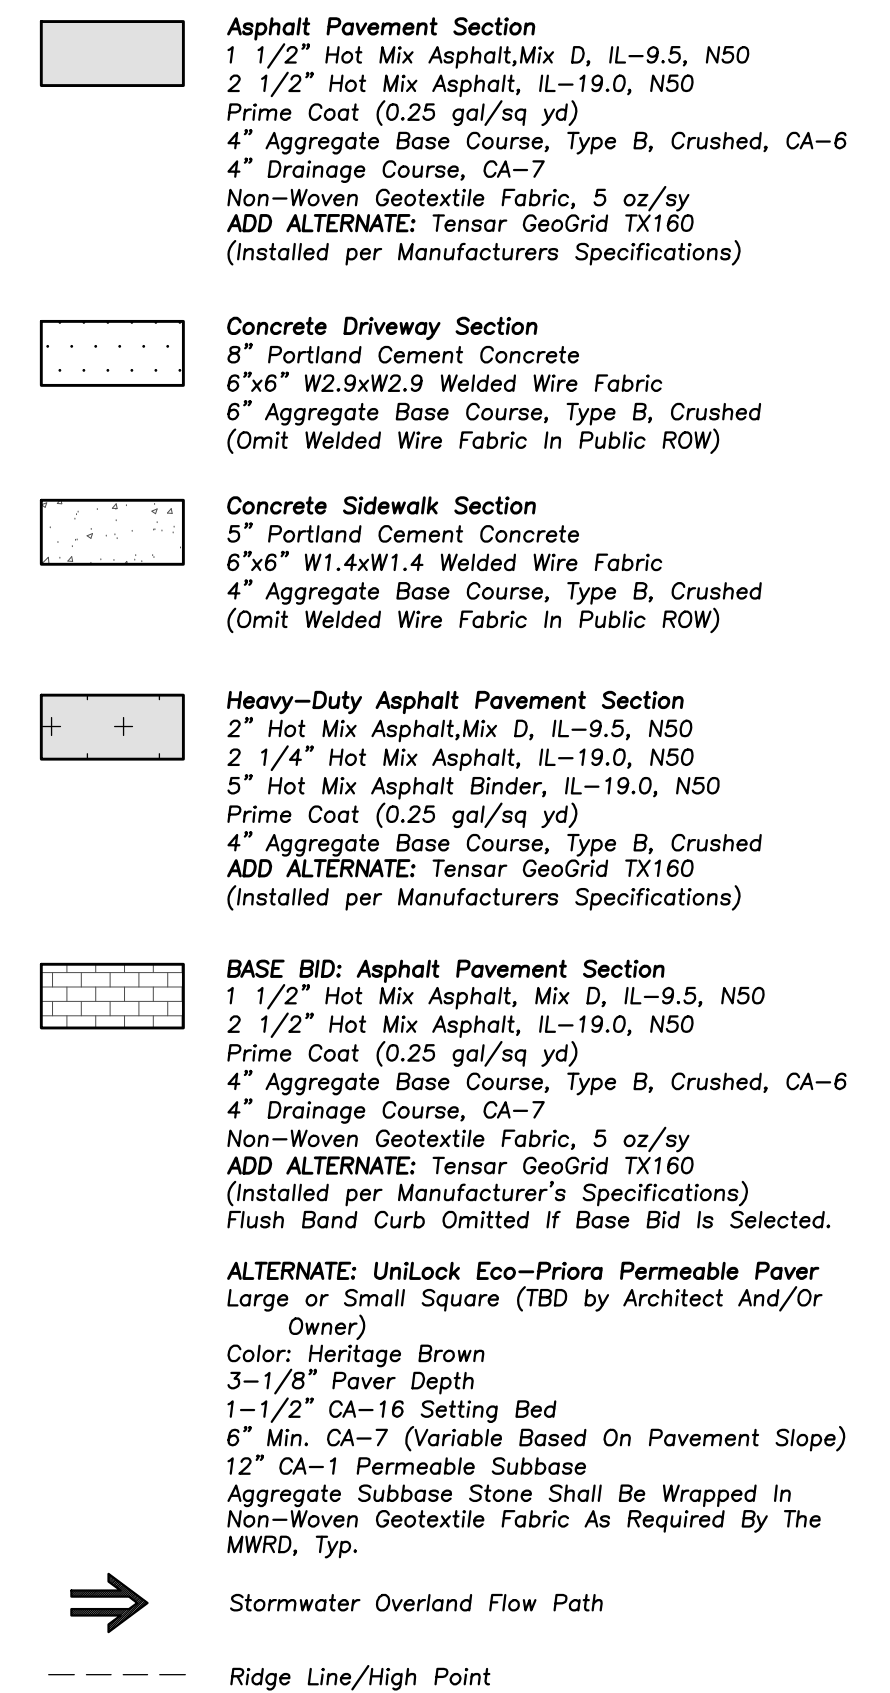 Asphalt Pavement Section
1 1/2” Hot Mix Asphalt,Mix D, IL-9.5, N50
2 1/2” Hot Mix Asphalt, IL-19.0, N50
Prime Coat (0.25 gal/sq yd)
4” Aggregate Base Course, Type B, Crushed, CA-6
4” Drainage Course, CA-7
Non-Woven Geotextile Fabric, 5 oz/sy
ADD ALTERNATE: Tensar GeoGrid TX160
(Installed per Manufacturers Specifications)
Concrete Driveway Section
8” Portland Cement Concrete
6”x6” W2.9xW2.9 Welded Wire Fabric
6” Aggregate Base Course, Type B, Crushed
(Omit Welded Wire Fabric In Public ROW)
Concrete Sidewalk Section
5” Portland Cement Concrete
6”x6” W1.4xW1.4 Welded Wire Fabric
4” Aggregate Base Course, Type B, Crushed
(Omit Welded Wire Fabric In Public ROW)
Heavy-Duty Asphalt Pavement Section
2” Hot Mix Asphalt,Mix D, IL-9.5, N50
2 1/4” Hot Mix Asphalt, IL-19.0, N50
5” Hot Mix Asphalt Binder, IL-19.0, N50
Prime Coat (0.25 gal/sq yd)
4” Aggregate Base Course, Type B, Crushed
ADD ALTERNATE: Tensar GeoGrid TX160
(Installed per Manufacturers Specifications)
BASE BID: Asphalt Pavement Section
1 1/2” Hot Mix Asphalt, Mix D, IL-9.5, N50
2 1/2” Hot Mix Asphalt, IL-19.0, N50
Prime Coat (0.25 gal/sq yd)
4” Aggregate Base Course, Type B, Crushed, CA-6
4” Drainage Course, CA-7
Non-Woven Geotextile Fabric, 5 oz/sy
ADD ALTERNATE: Tensar GeoGrid TX160
(Installed per Manufacturer's Specifications)
Flush Band Curb Omitted If Base Bid Is Selected.
ALTERNATE: UniLock Eco-Priora Permeable Paver
Large or Small Square (TBD by Architect And/Or
Owner)
Color: Heritage Brown
3-1/8” Paver Depth
1-1/2” CA-16 Setting Bed
6” Min. CA-7 (Variable Based On Pavement Slope)
12” CA-1 Permeable Subbase
Aggregate Subbase Stone Shall Be Wrapped In
Non-Woven Geotextile Fabric As Required By The
MWRD, Typ.
Stormwater Overland Flow Path
Ridge Line/High Point